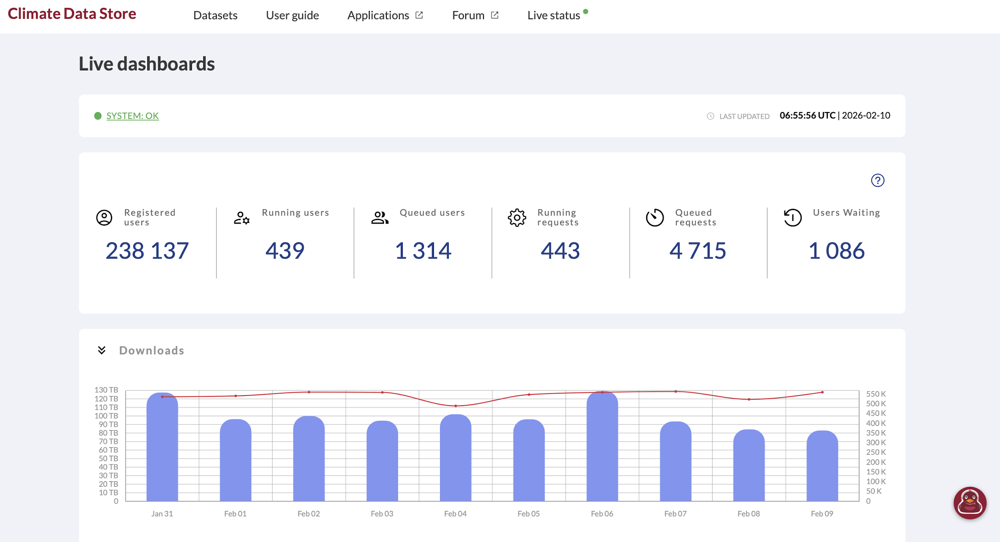 Climate Data Store
Datasets
User guide
Applications
Forum
Live status
Live dashboards
SYSTEM: OK
LAST UPDATED 06:55:56 UTC | 2026-02-10
Registered
users
238 137
Running users
439
Queued users
1 314
Running
requests
443
Queued
requests
4 715
Users Waiting
1 086
Downloads
130 TB
120 TB
110 TB
100 TB
90 TB
80 TB
70 TB
60 TB
50 TB
40 TB
30 TB
20 TB
10 TB
0
550 K
500 K
450 K
400 K
350 K
300 K
250 K
200 K
150 K
100 K
50 K
0
Jan 31
Feb 01
Feb 02
Feb 03
Feb 04
Feb 05
Feb 06
Feb 07
Feb 08
Feb 09